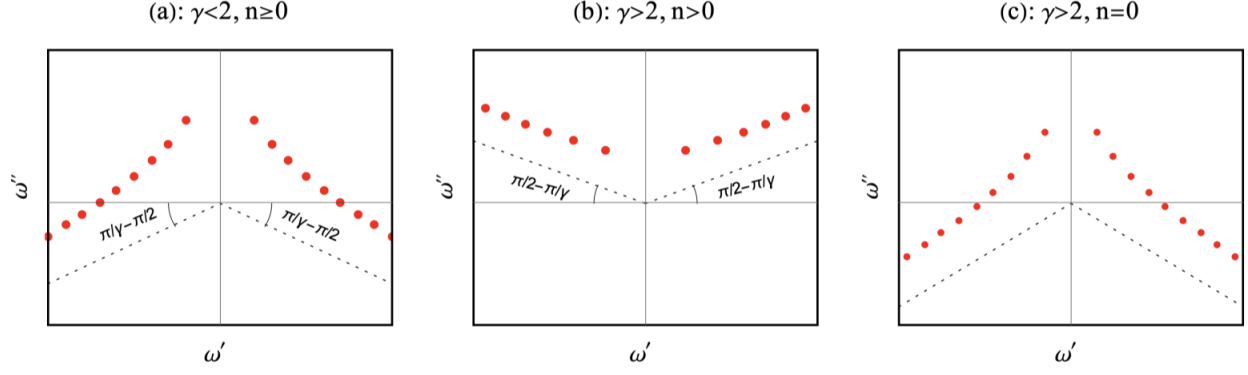 (a): γ<2, n≥0
(b): γ>2, n>0
(c): γ>2, n=0
ω″
π/γ−π/2
π/γ−π/2
ω′
ω″
π/2−π/γ
π/2−π/γ
ω′
ω″
ω′